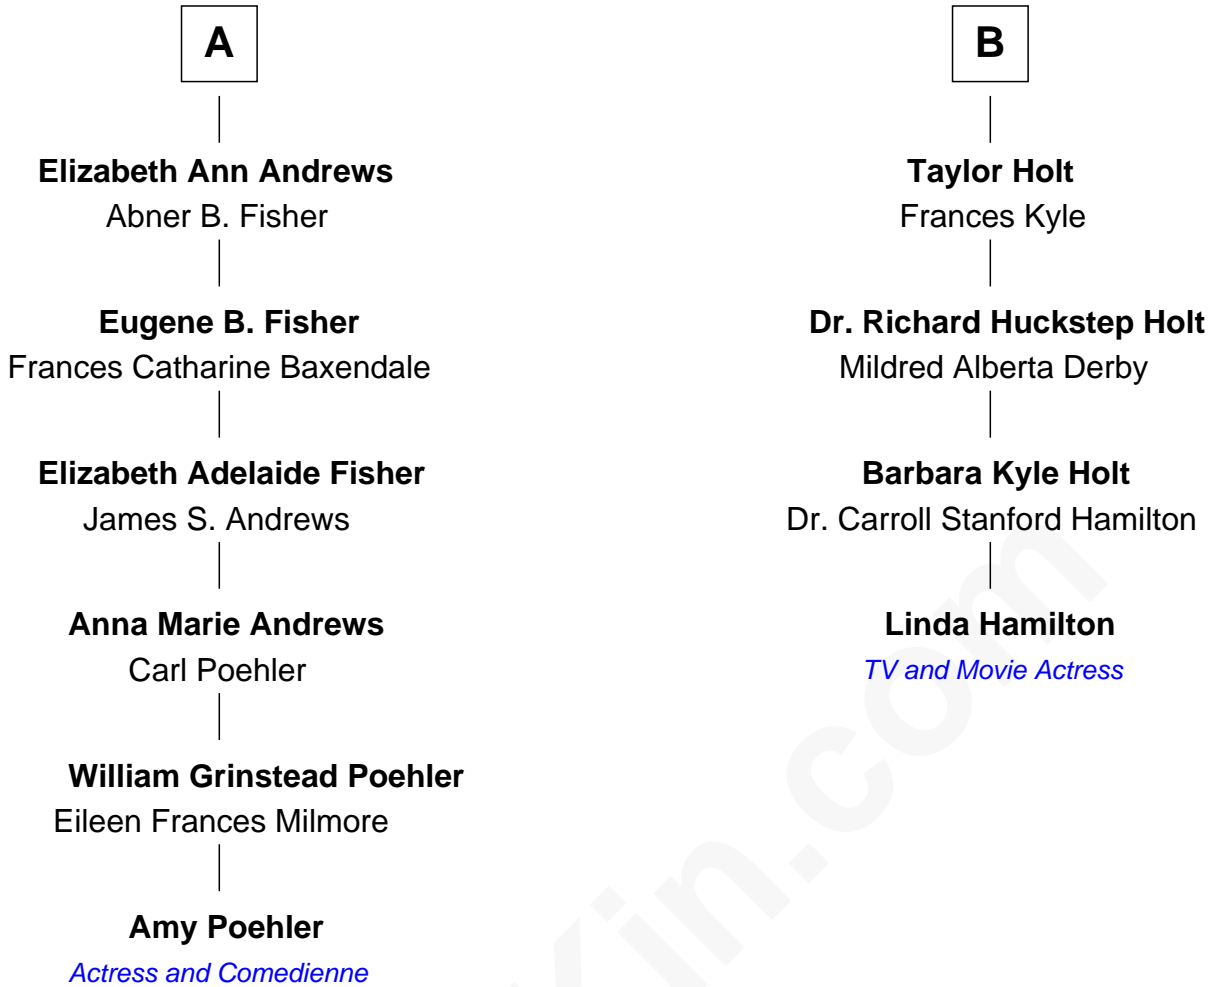 A
Elizabeth Ann Andrews
Abner B. Fisher
Eugene B. Fisher
Frances Catharine Baxendale
Elizabeth Adelaide Fisher
James S. Andrews
Anna Marie Andrews
Carl Poehler
William Grinstead Poehler
Eileen Frances Milmore
Amy Poehler
Actress and Comedienne
B
Taylor Holt
Frances Kyle
Dr. Richard Huckstep Holt
Mildred Alberta Derby
Barbara Kyle Holt
Dr. Carroll Stanford Hamilton
Linda Hamilton
TV and Movie Actress
Kin.com